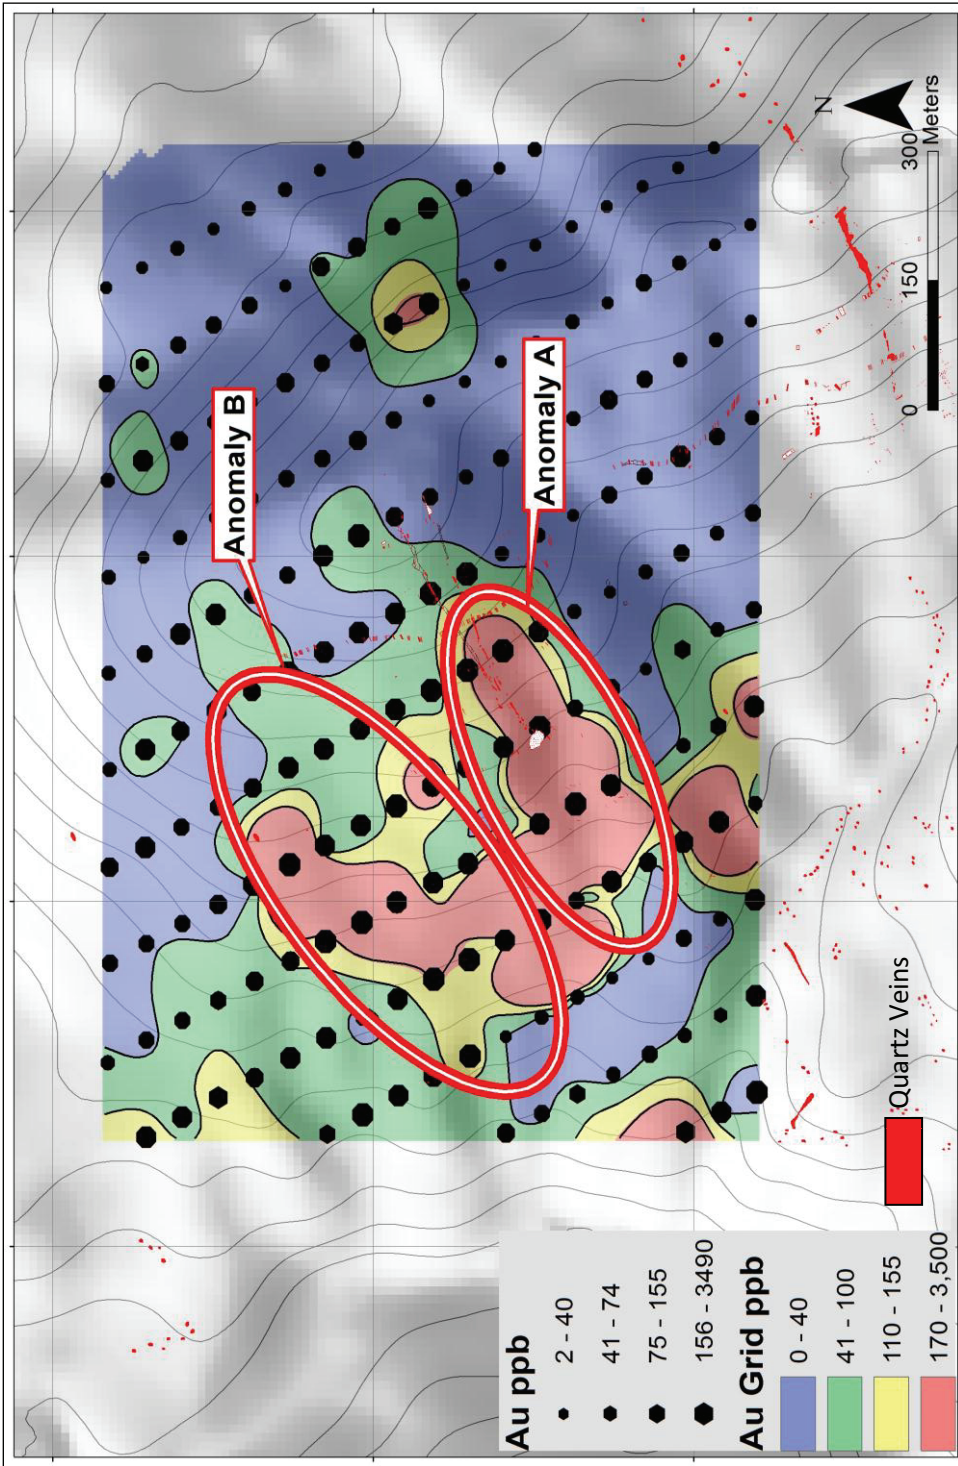 Anomaly B
Anomaly A
N
0 150 300
Meters
Quartz Veins
Au ppb
2 - 40
41 - 74
75 - 155
156 - 3490
Au Grid ppb
0 - 40
41 - 100
110 - 155
170 - 3,500